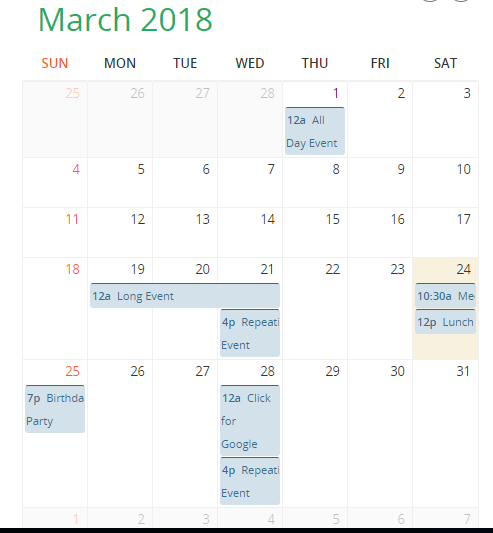 March 2018
SUN MON TUE WED THU FRI SAT
25 26 27 28 1 2 3
12a All
Day Event
4 5 6 7 8 9 10
11 12 13 14 15 16 17
18 19 20 21 22 23 24
12a Long Event
10:30a Me
4p Repeati
Event
12p Lunch
25 26 27 28 29 30 31
7p Birthda
Party
12a Click
for
Google
4p Repeati
Event
1 2 3 4 5 6 7